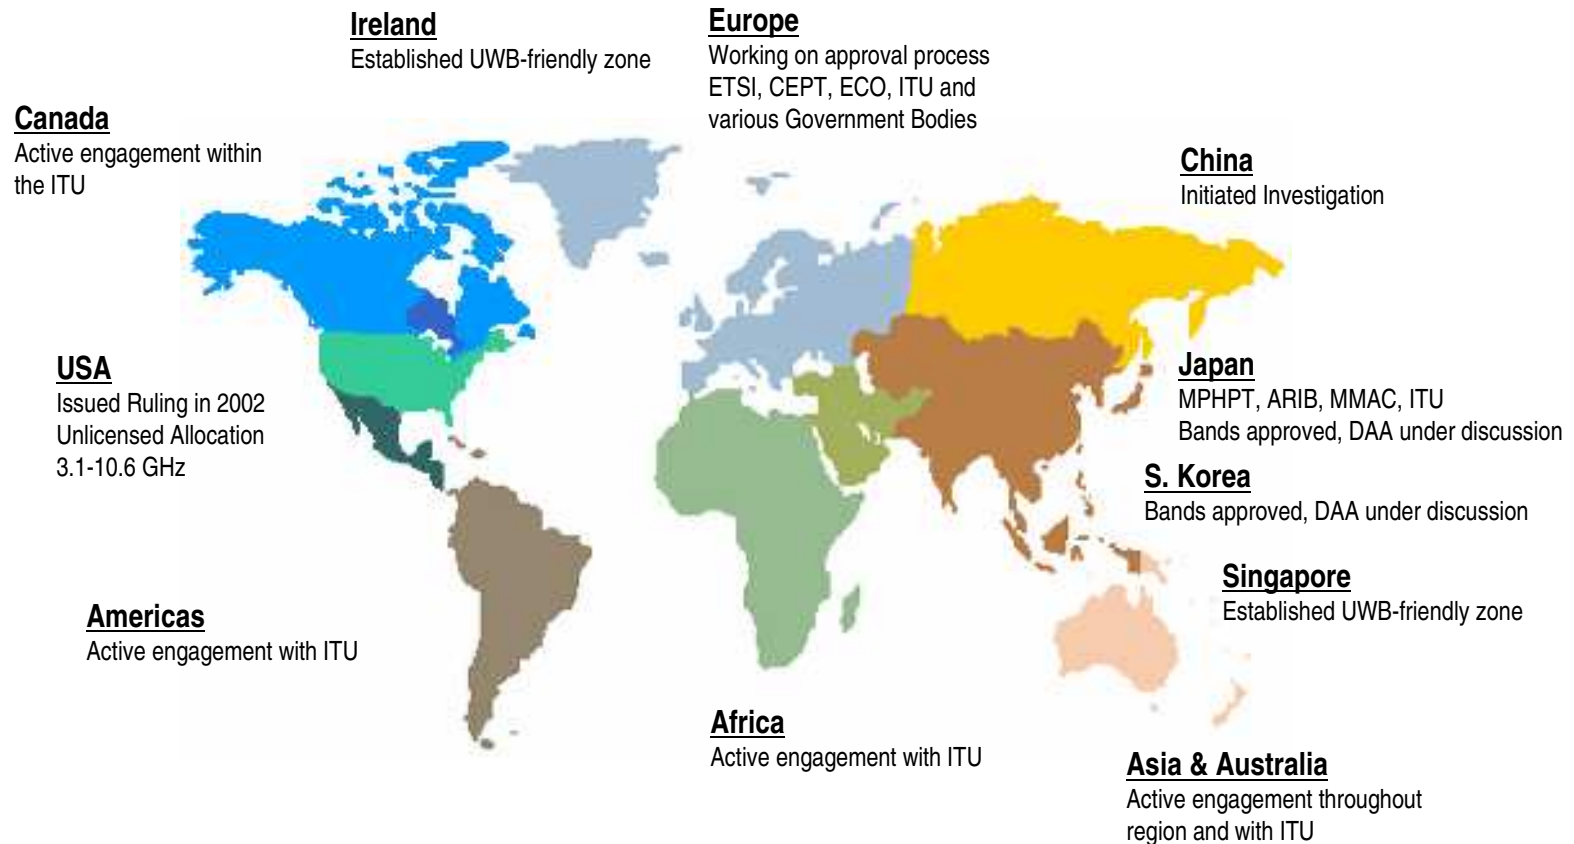 Ireland
Established UWB-friendly zone
Europe
Working on approval process
ETSI, CEPT, ECO, ITU and
various Government Bodies
Canada
Active engagement within
the ITU
China
Initiated Investigation
USA
Issued Ruling in 2002
Unlicensed Allocation
3.1-10.6 GHz
Japan
MPHPT, ARIB, MMAC, ITU
Bands approved, DAA under discussion
S. Korea
Bands approved, DAA under discussion
Singapore
Established UWB-friendly zone
Americas
Active engagement with ITU
Africa
Active engagement with ITU
Asia & Australia
Active engagement throughout
region and with ITU